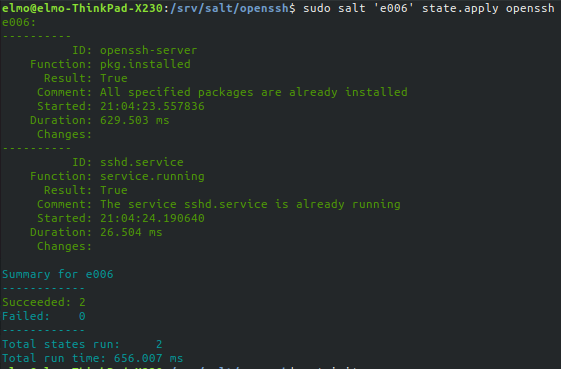 elmo@elmo-ThinkPad-X230:/srv/salt/openssh$ sudo salt 'e006' state.apply openssh
e006:
----------
          ID: openssh-server
    Function: pkg.installed
      Result: True
     Comment: All specified packages are already installed
     Started: 21:04:23.557836
    Duration: 629.503 ms
     Changes:
----------
          ID: sshd.service
    Function: service.running
      Result: True
     Comment: The service sshd.service is already running
     Started: 21:04:24.190640
    Duration: 26.504 ms
     Changes:

Summary for e006
------------
Succeeded: 2
Failed:    0
------------
Total states run:     2
Total run time: 656.007 ms